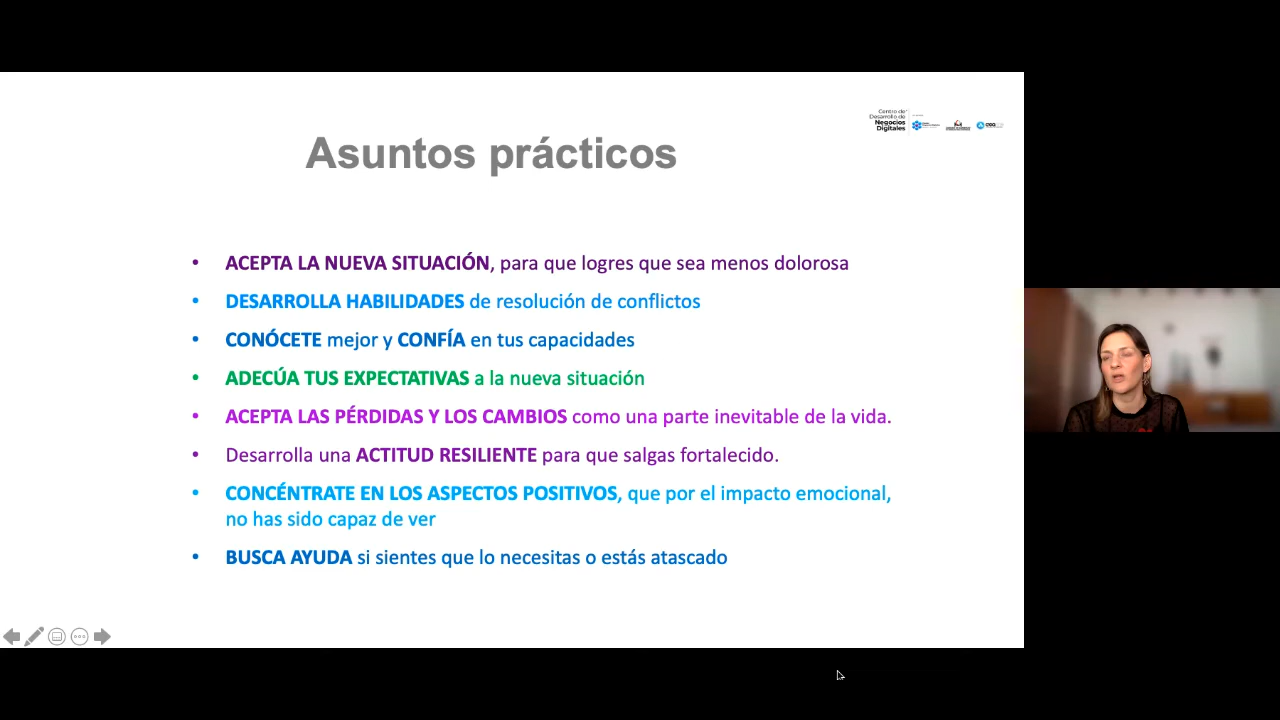 Centro de
Desarrollo de
Negocios
Digitales
Asuntos prácticos
• ACEPTA LA NUEVA SITUACIÓN, para que logres que sea menos dolorosa
• DESARROLLA HABILIDADES de resolución de conflictos
• CONÓCETE mejor y CONFÍA en tus capacidades
• ADECÚA TUS EXPECTATIVAS a la nueva situación
• ACEPTA LAS PÉRDIDAS Y LOS CAMBIOS como una parte inevitable de la vida.
• Desarrolla una ACTITUD RESILIENTE para que salgas fortalecido.
• CONCÉNTRATE EN LOS ASPECTOS POSITIVOS, que por el impacto emocional,
no has sido capaz de ver
• BUSCA AYUDA si sientes que lo necesitas o estás atascado